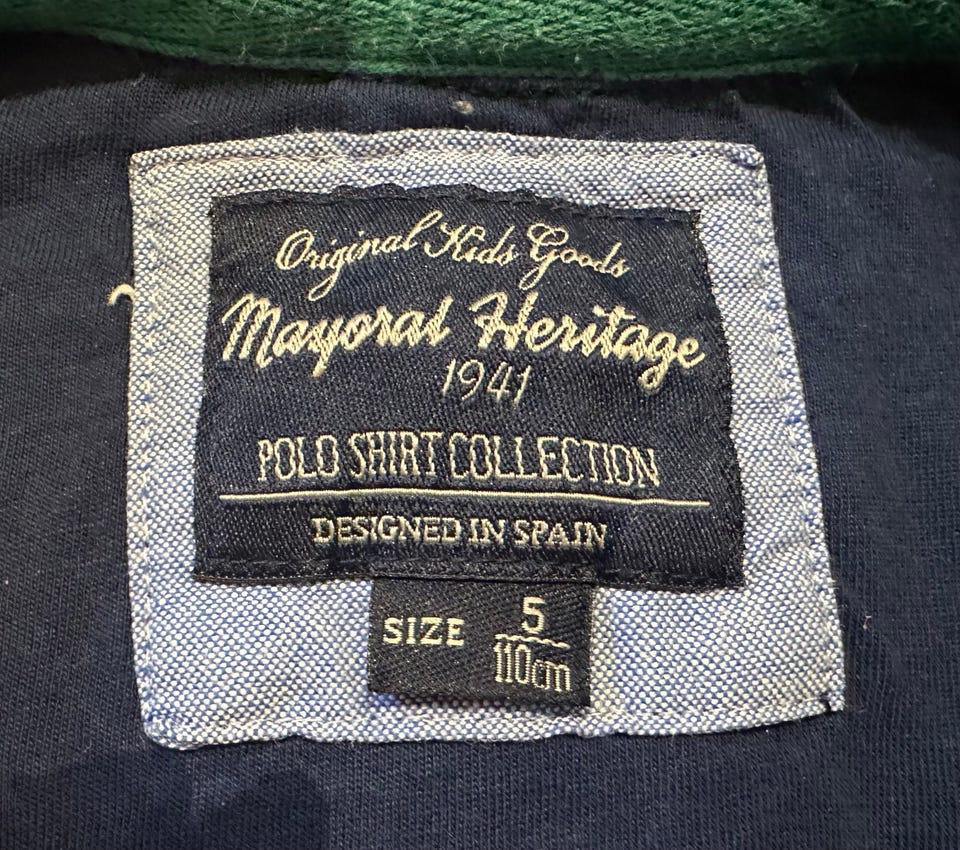 Original Kids Goods
Mayoral Heritage
1941
POLO SHIRT COLLECTION
DESIGNED IN SPAIN
SIZE 5
110cm